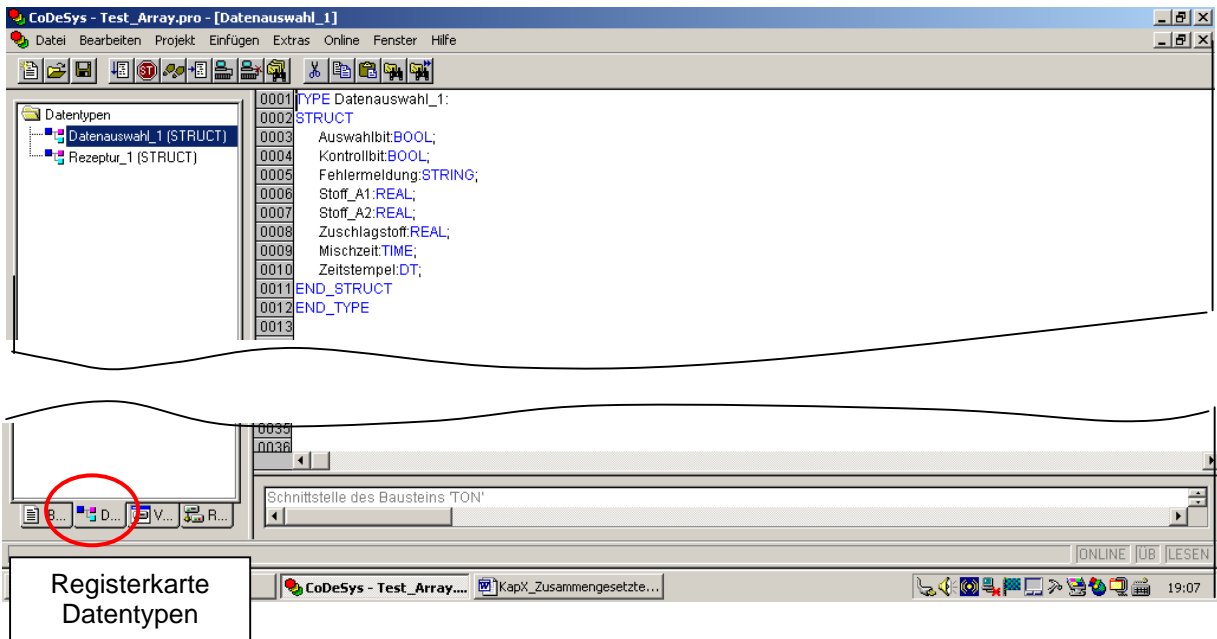 CoDeSys - Test_Array.pro - [Datenauswahl_1]
Datei Bearbeiten Projekt Einfügen Extras Online Fenster Hilfe
Datentypen
Datenauswahl_1 (STRUCT)
Rezeptur_1 (STRUCT)
0001 TYPE Datenauswahl_1:
0002 STRUCT
0003 Auswahlbit:BOOL;
0004 Kontrollbit:BOOL;
0005 Fehlermeldung:STRING;
0006 Stoff_A1:REAL;
0007 Stoff_A2:REAL;
0008 Zuschlagstoff:REAL;
0009 Mischzeit:TIME;
0010 Zeitstempel:DT;
0011 END_STRUCT
0012 END_TYPE
0013
0035
0036
Schnittstelle des Bausteins 'TON'
B... D... V... R...
ONLINE ÜB LESEN
CoDeSys - Test_Array.... KapX_Zusammengesetzte... 19:07
Registerkarte
Datentypen